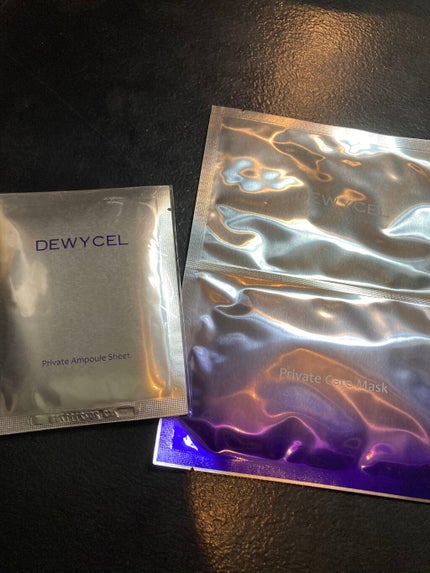 DEWYCEL
Private Ampoule Sheet
DEWYCEL
Private Care Mask